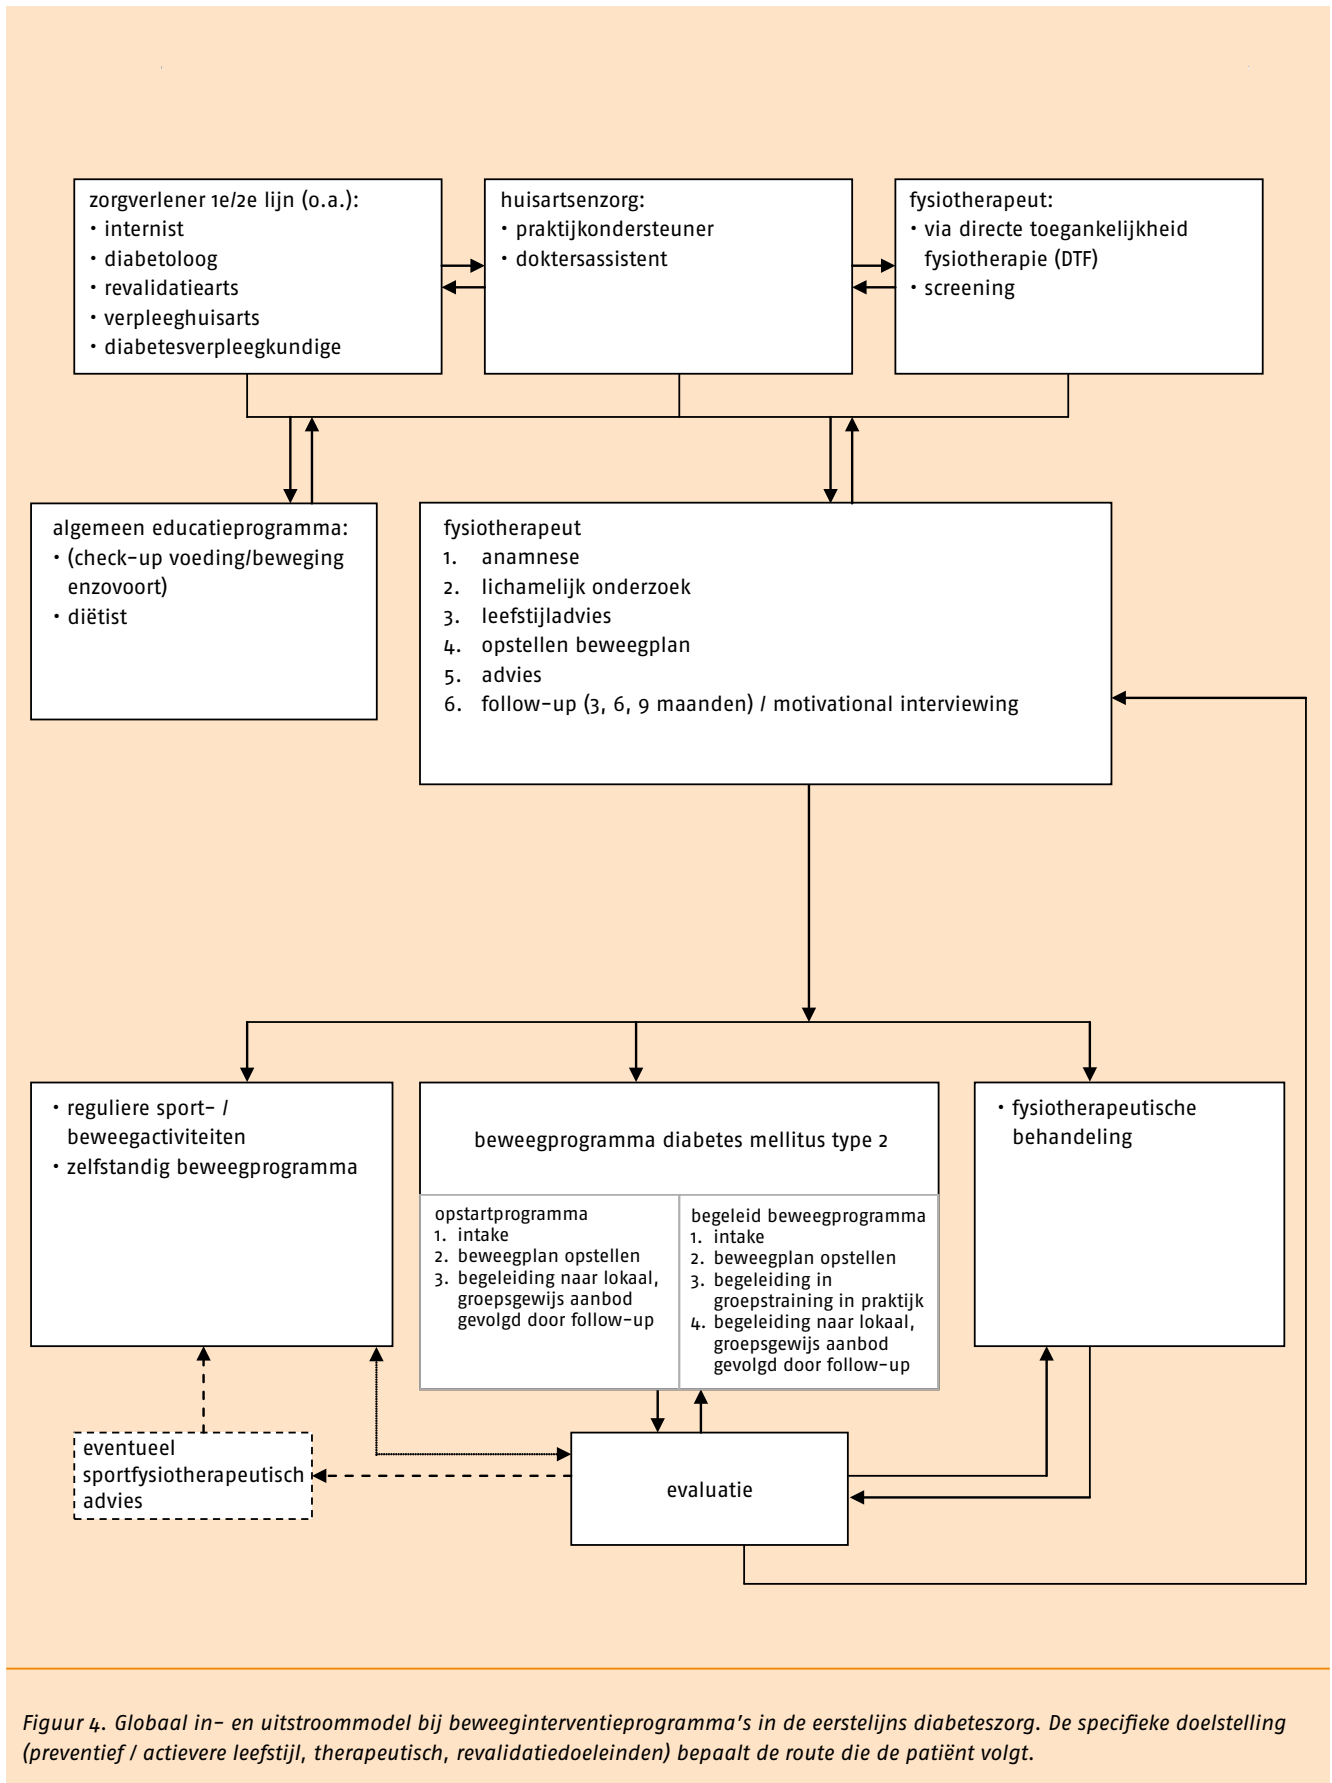 zorgverlener 1e/2e lijn (o.a.):
• internist
• diabetoloog
• revalidatiearts
• verpleeghuisarts
• diabetesverpleegkundige
huisartsenzorg:
• praktijkondersteuner
• doktersassistent
fysiotherapeut:
• via directe toegankelijkheid
fysiotherapie (DTF)
• screening
algemeen educatieprogramma:
• (check-up voeding/beweging
enzovoort)
• diëtist
fysiotherapeut
1. anamnese
2. lichamelijk onderzoek
3. leefstijladvies
4. opstellen beweegplan
5. advies
6. follow-up (3, 6, 9 maanden) / motivational interviewing
• reguliere sport- /
beweegactiviteiten
• zelfstandig beweegprogramma
beweegprogramma diabetes mellitus type 2
opstartprogramma
1. intake
2. beweegplan opstellen
3. begeleiding naar lokaal,
groepsgewijs aanbod
gevolgd door follow-up
begeleid beweegprogramma
1. intake
2. beweegplan opstellen
3. begeleiding in
groepstraining in praktijk
4. begeleiding naar lokaal,
groepsgewijs aanbod
gevolgd door follow-up
• fysiotherapeutische
behandeling
eventueel
sportfysiotherapeutisch
advies
evaluatie
Figuur 4. Globaal in- en uitstroommodel bij beweeginterventieprogramma's in de eerstelijns diabeteszorg. De specifieke doelstelling
(preventief / actievere leefstijl, therapeutisch, revalidatiedoeleinden) bepaalt de route die de patiënt volgt.